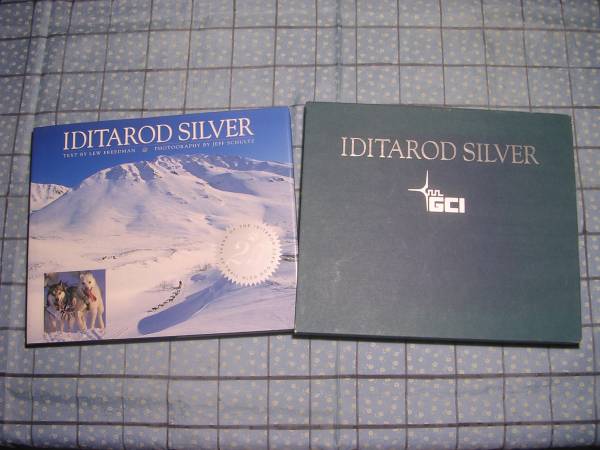 IDITAROD SILVER
TEXT BY LEW FREEDMAN PHOTOGRAPHY BY JEFF SCHULTZ
25
IDITAROD SILVER
GCI